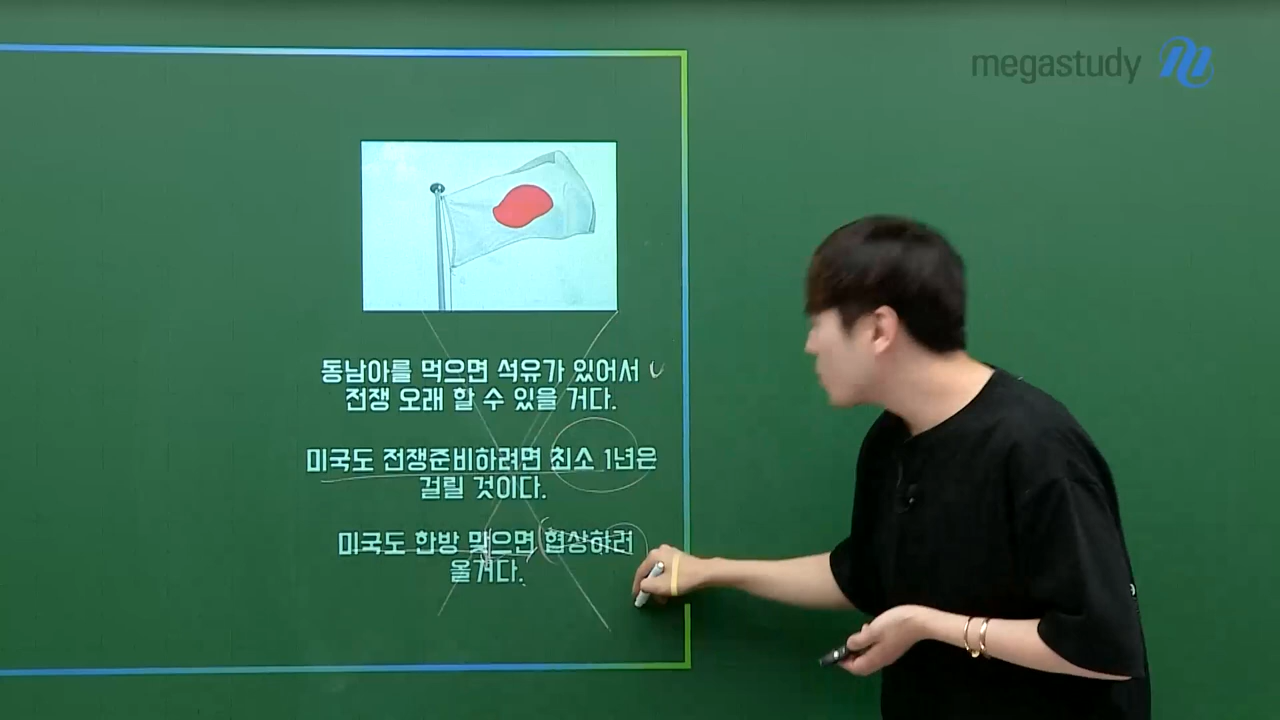 megastudy
동남아를 먹으면 석유가 있어서
전쟁 오래 할 수 있을 거다.
미국도 전쟁준비하려면 최소 1년은
걸릴 것이다.
미국도 한방 맞으면 협상하러
올거다.